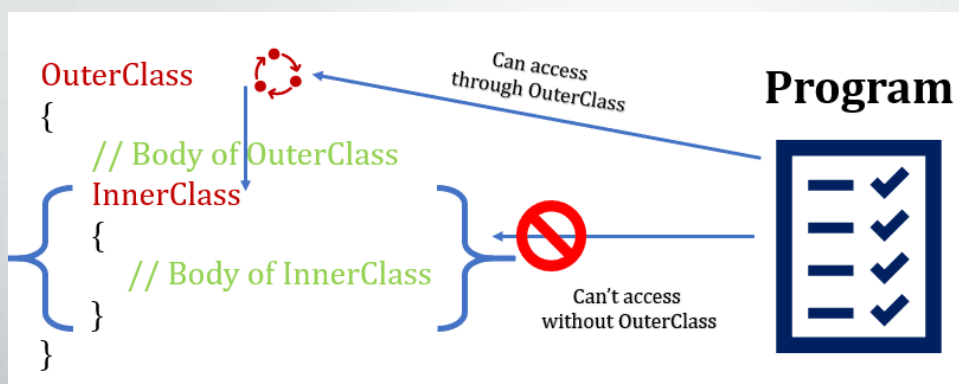 OuterClass
{
// Body of OuterClass
InnerClass
{
// Body of InnerClass
}
}
Can access
through OuterClass
Can't access
without OuterClass
Program